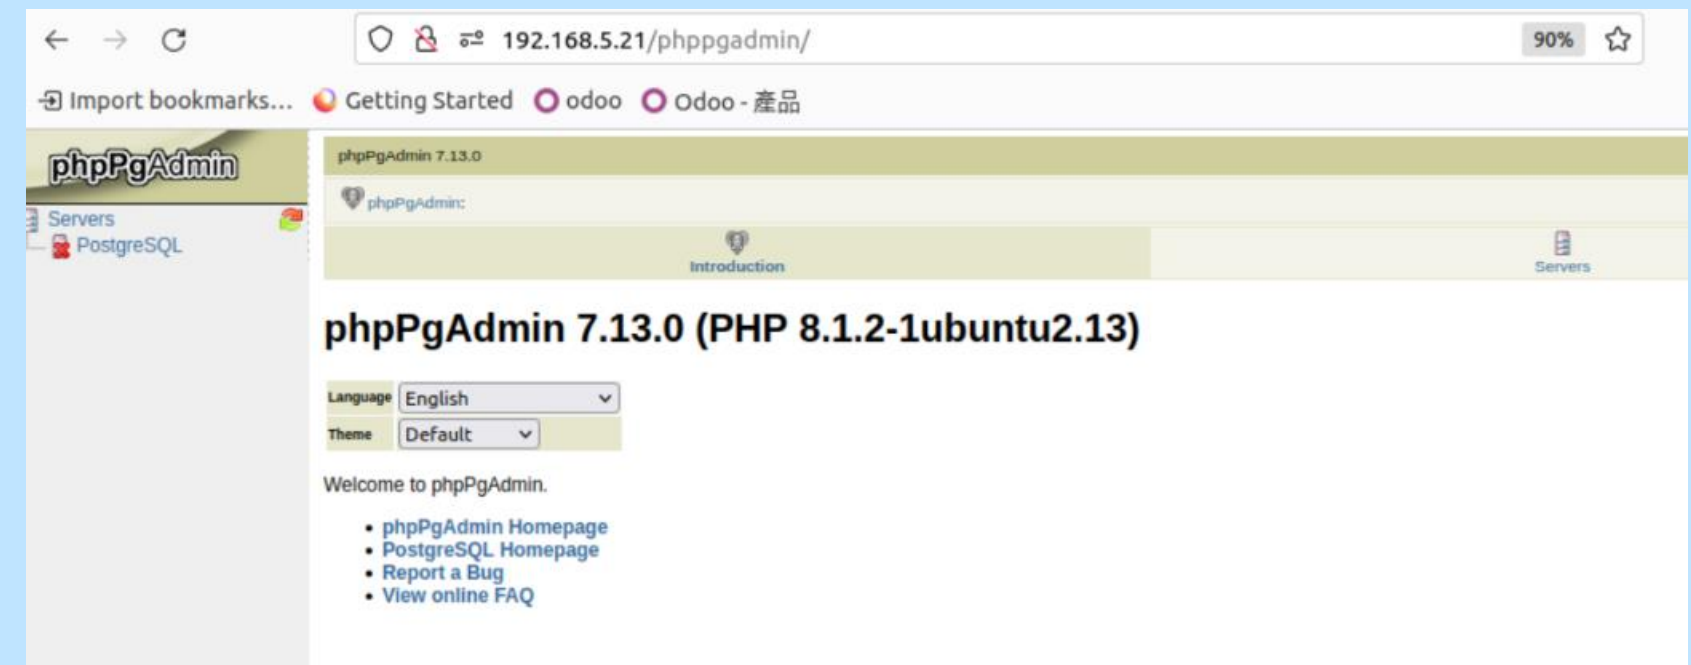 192.168.5.21/phppgadmin/
90%
Import bookmarks...
Getting Started
odoo
Odoo - 產品
phpPgAdmin
Servers
PostgreSQL
phpPgAdmin 7.13.0
phpPgAdmin:
Introduction
Servers
phpPgAdmin 7.13.0 (PHP 8.1.2-1ubuntu2.13)
Language English
Theme Default
Welcome to phpPgAdmin.
• phpPgAdmin Homepage
• PostgreSQL Homepage
• Report a Bug
• View online FAQ